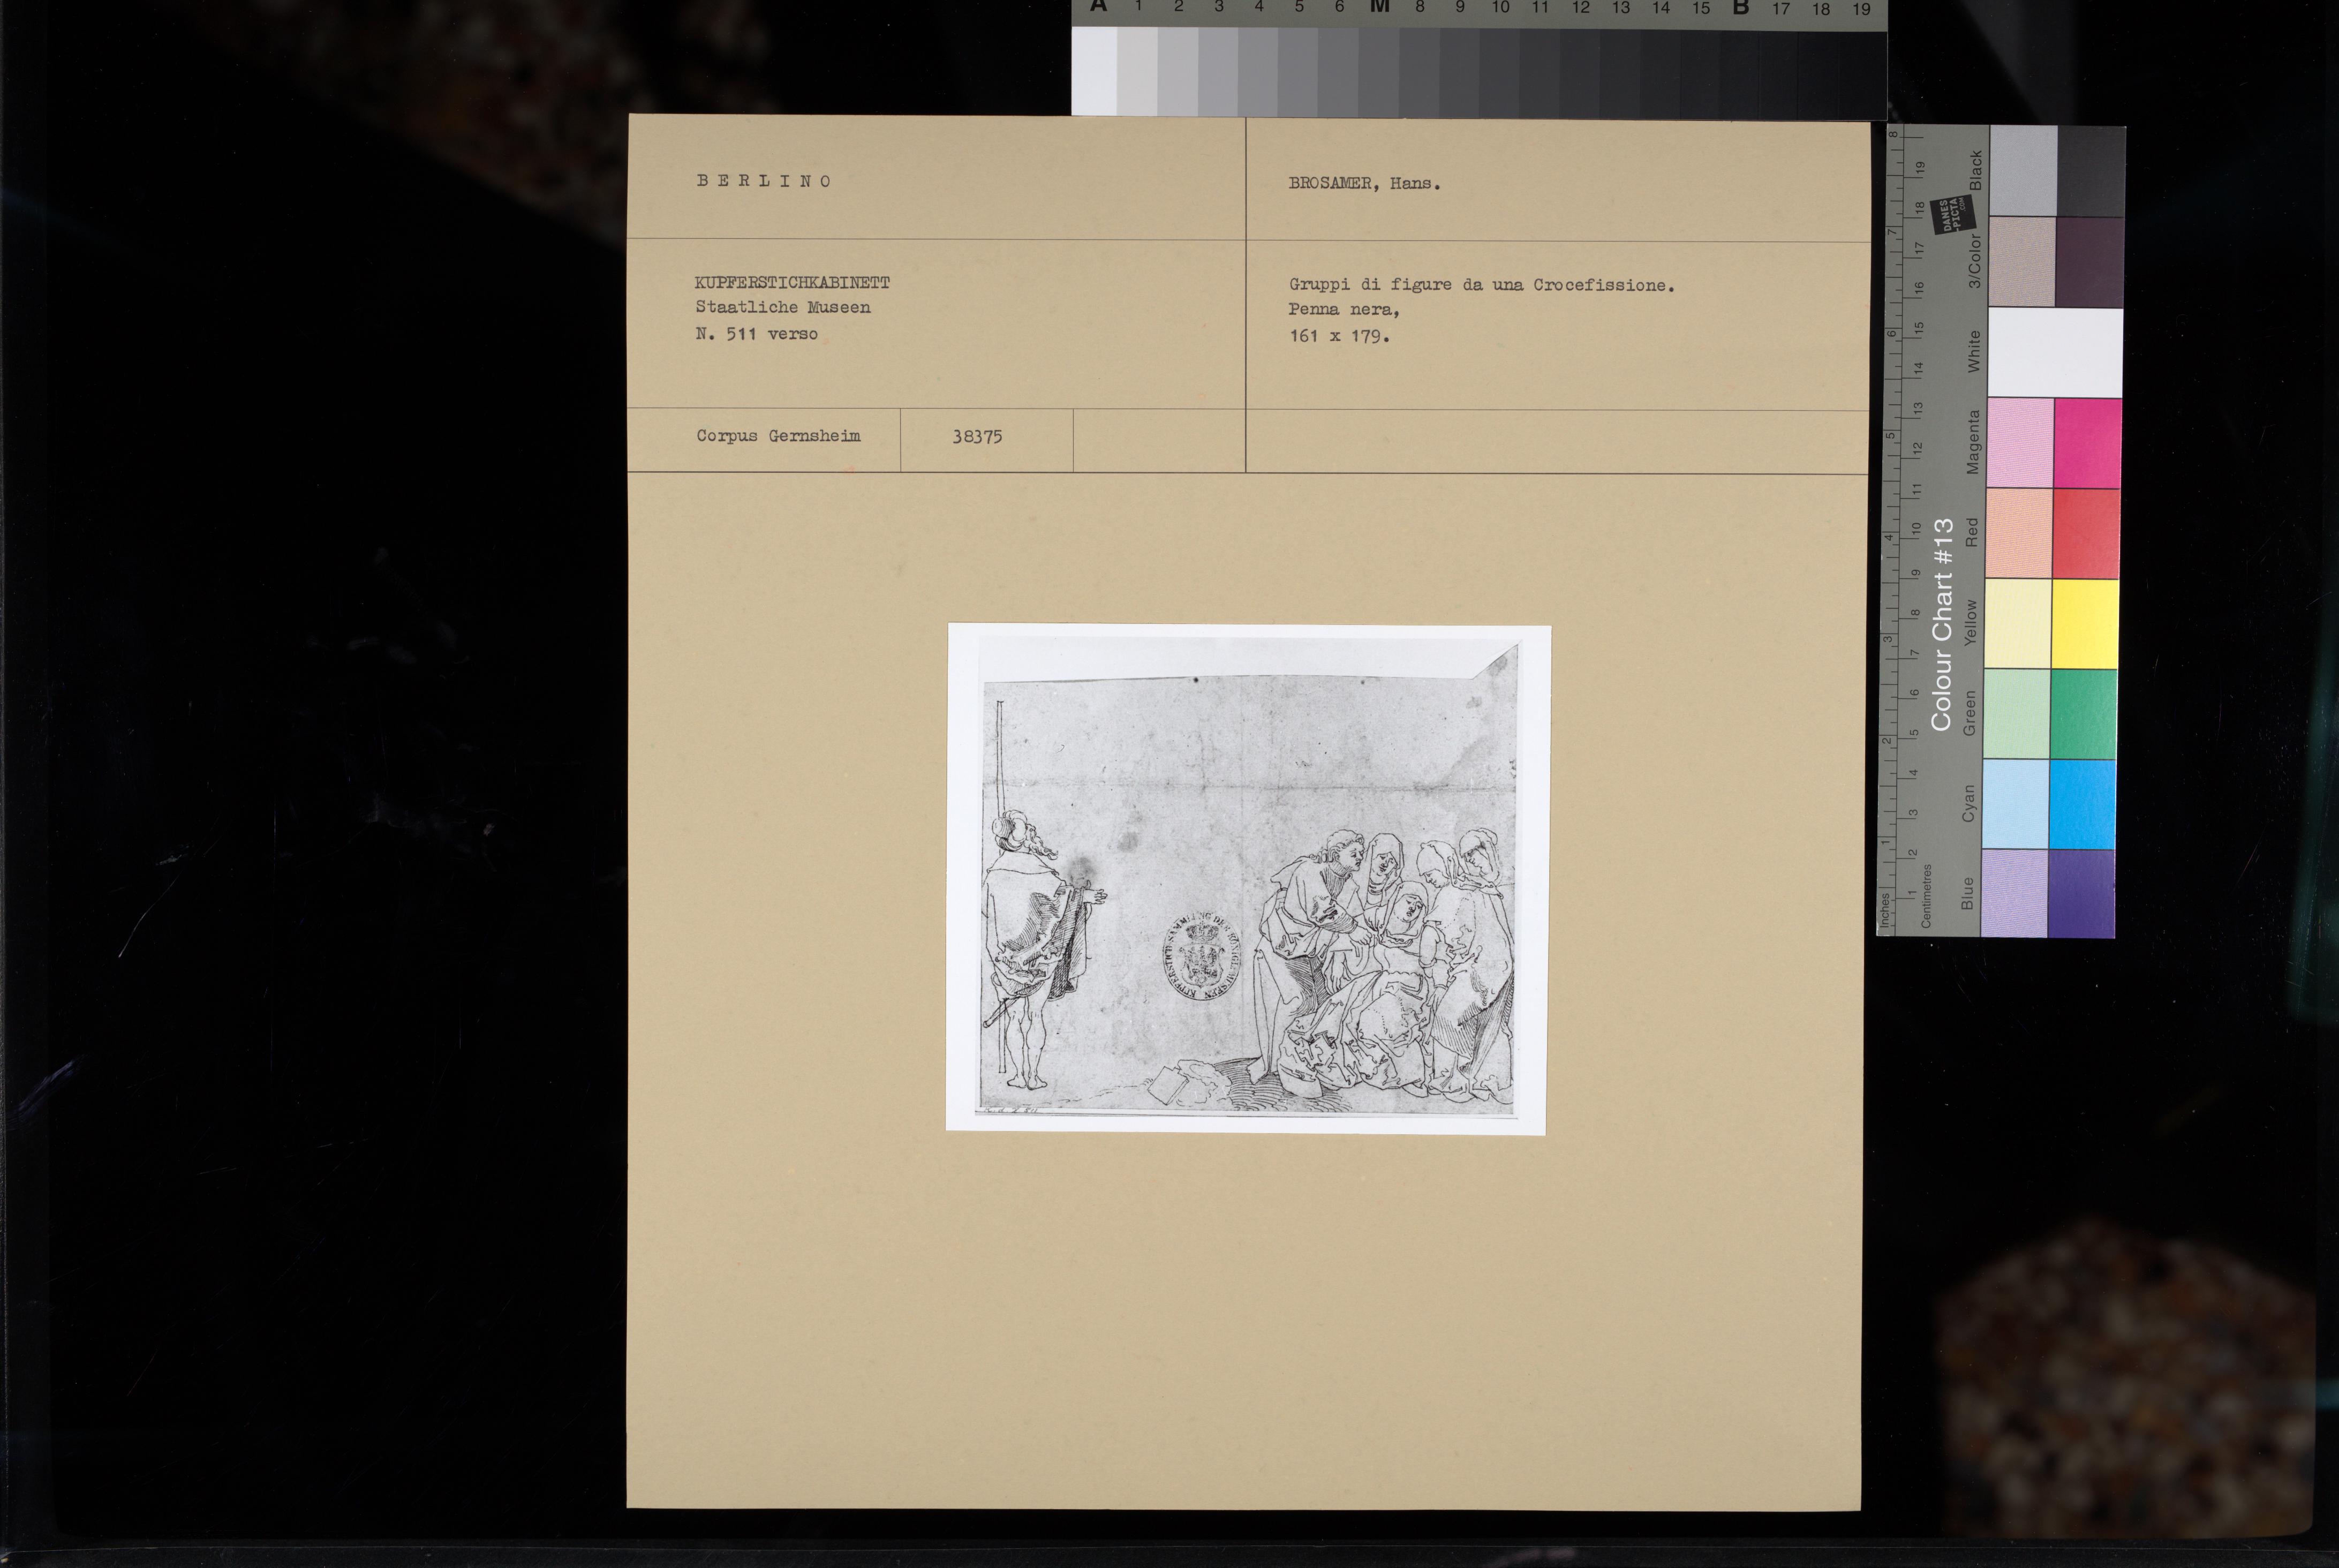 A 1 2 3 4 5 6 M 8 9 10 11 12 13 14 15 B 17 18 19
B E R L I N O
BROSAMER, Hans.
KUPFERSTICHKABINETT
Staatliche Museen
N. 511 verso
Gruppi di figure da una Crocefissione.
Penna nera,
161 x 179.
Corpus Gernsheim
38375
KUPFERSTICH-SAMMLUNG DER KÖNIGL. MUSEEN
Colour Chart #13
Blue Cyan Green Yellow Red Magenta White 3/Color Black
Inches 1 2 3 4 5 6 7 8
Centimetres 1 2 3 4 5 6 7 8 9 10 11 12 13 14 15 16 17 18 19
DANES
-PICTA
.COM